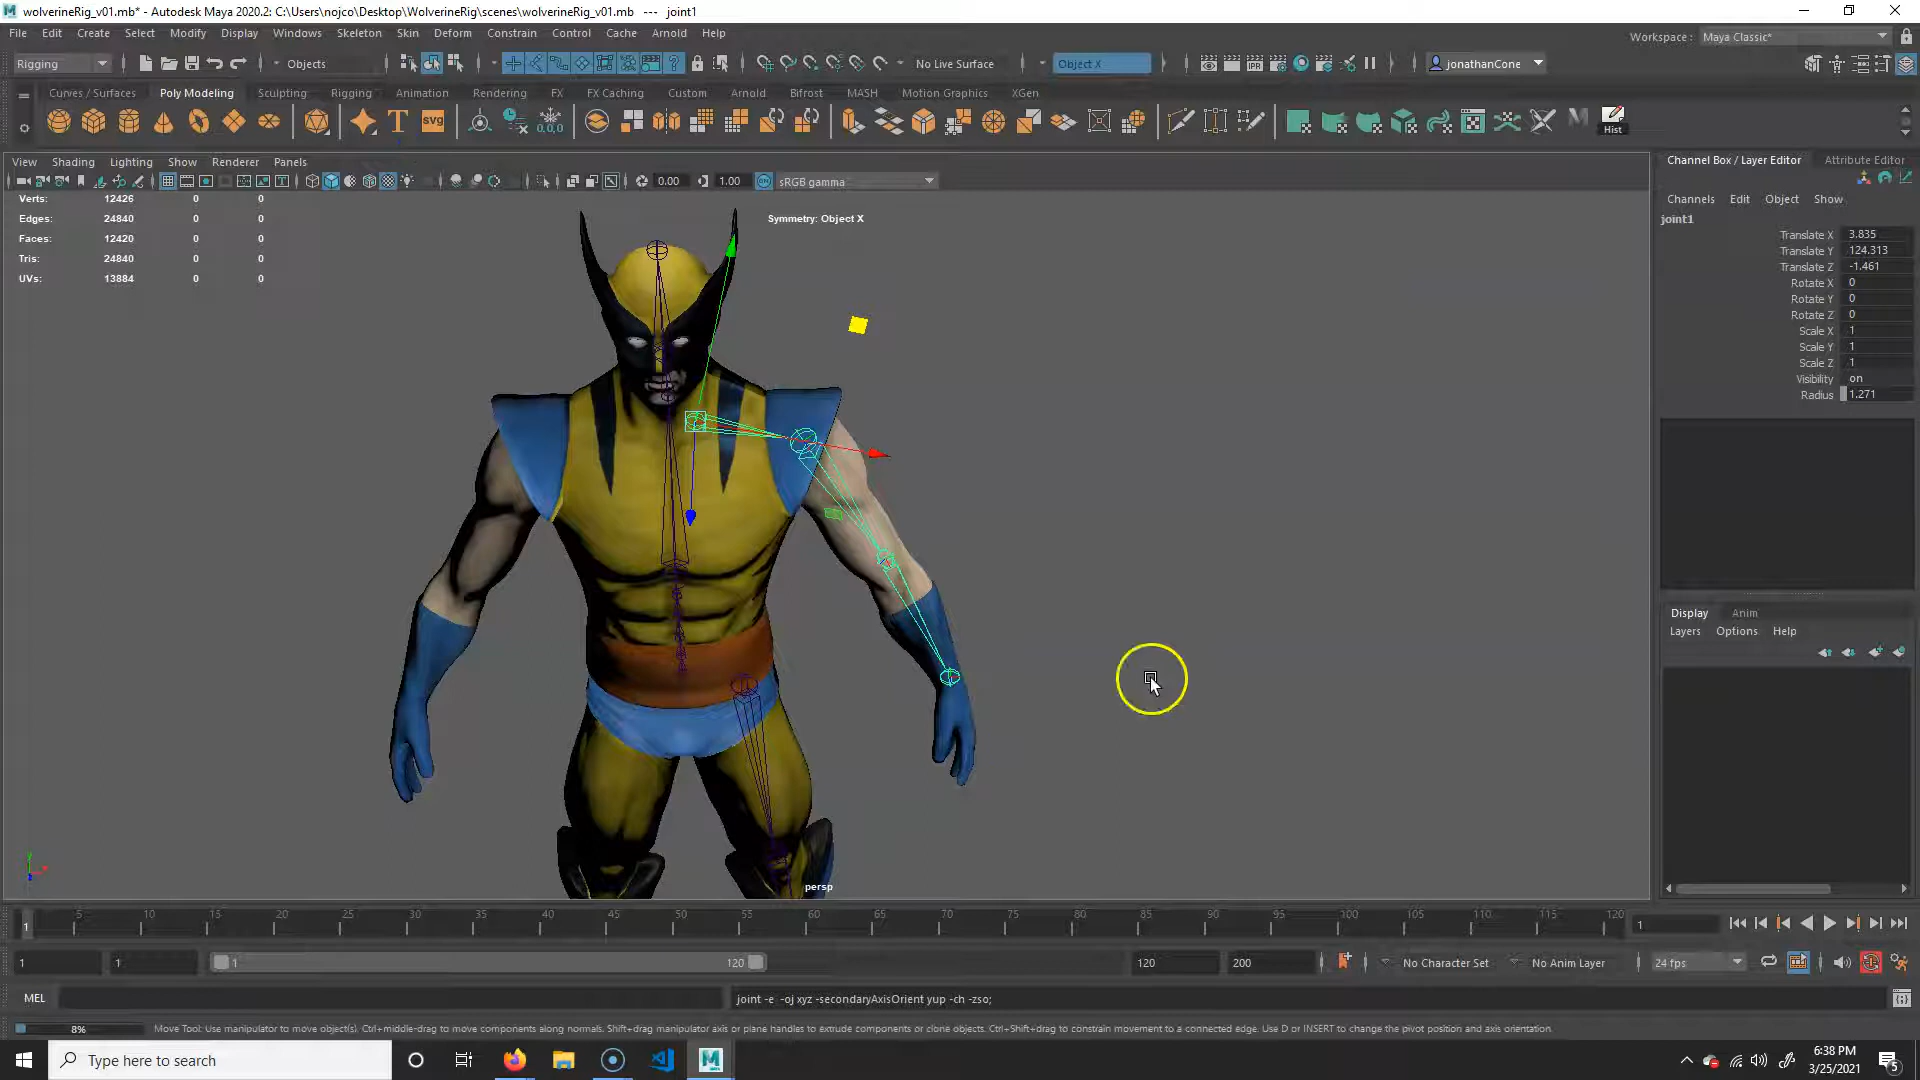 wolverineRig_v01.mb* - Autodesk Maya 2020.2: C:\Users\nojco\Desktop\WolverineRig\scenes\wolverineRig_v01.mb --- joint1
File Edit Create Select Modify Display Windows Skeleton Skin Deform Constrain Control Cache Arnold Help
Workspace : Maya Classic*
Rigging Objects No Live Surface Object X jonathanCone
Curves / Surfaces Poly Modeling Sculpting Rigging Animation Rendering FX FX Caching Custom Arnold Bifrost MASH Motion Graphics XGen
T svg 0,0,0 Hist
View Shading Lighting Show Renderer Panels
0.00 1.00 sRGB gamma
Verts: 12426 0 0
Edges: 24840 0 0
Faces: 12420 0 0
Tris: 24840 0 0
UVs: 13884 0 0
Symmetry: Object X
persp
Channel Box / Layer Editor Attribute Editor
Channels Edit Object Show
joint1
Translate X 3.835
Translate Y 124.313
Translate Z -1.461
Rotate X 0
Rotate Y 0
Rotate Z 0
Scale X 1
Scale Y 1
Scale Z 1
Visibility on
Radius 1.271
Display Anim
Layers Options Help
5 10 15 20 25 30 35 40 45 50 55 60 65 70 75 80 85 90 95 100 105 110 115 120
1 1
1 1 1 120 120 200 No Character Set No Anim Layer 24 fps
MEL joint -e -oj xyz -secondaryAxisOrient yup -ch -zso;
8% Move Tool: Use manipulator to move object(s). Ctrl+middle-drag to move components along normals. Shift+drag manipulator axis or plane handles to extrude components or clone objects. Ctrl+Shift+drag to constrain movement to a connected edge. Use D or INSERT to change the pivot position and axis orientation.
Type here to search
6:38 PM
3/25/2021
5